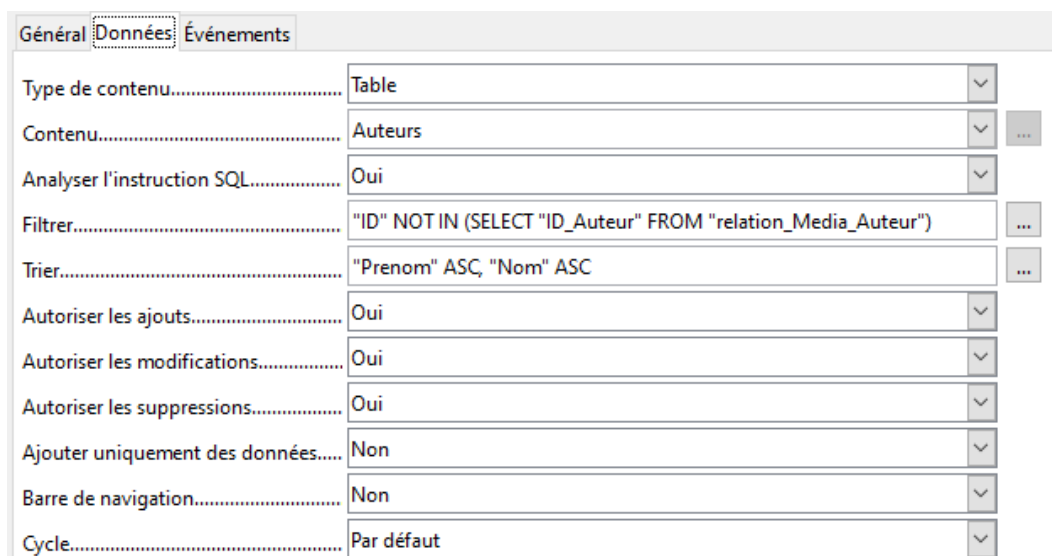 Général Données Événements
Type de contenu................................. Table
Contenu................................................ Auteurs ...
Analyser l'instruction SQL.................. Oui
Filtrer..................................................... "ID" NOT IN (SELECT "ID_Auteur" FROM "relation_Media_Auteur") ...
Trier........................................................ "Prenom" ASC, "Nom" ASC ...
Autoriser les ajouts............................. Oui
Autoriser les modifications................. Oui
Autoriser les suppressions................... Oui
Ajouter uniquement des données..... Non
Barre de navigation............................. Non
Cycle...................................................... Par défaut